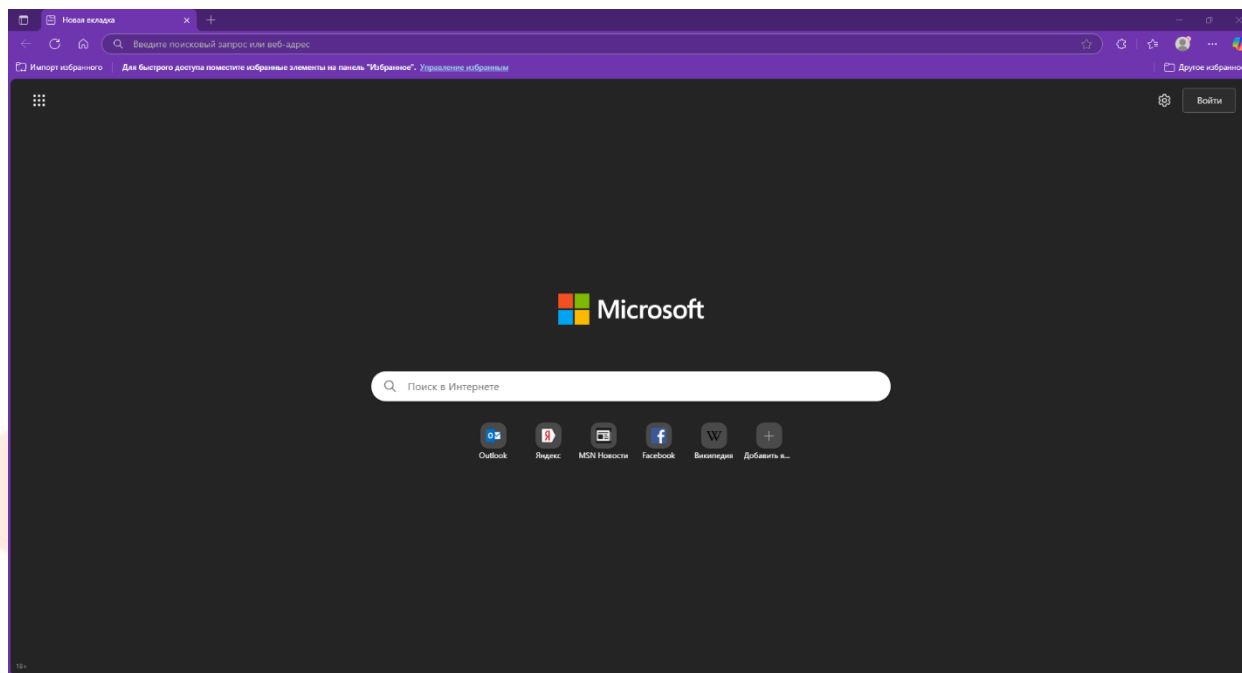 Новая вкладка
Введите поисковый запрос или веб-адрес
Импорт избранного Для быстрого доступа поместите избранные элементы на панель "Избранное". Управление избранным Другое избранное
Войти
Microsoft
Поиск в Интернете
Outlook Яндекс MSN Новости Facebook Википедия Добавить в...
18+